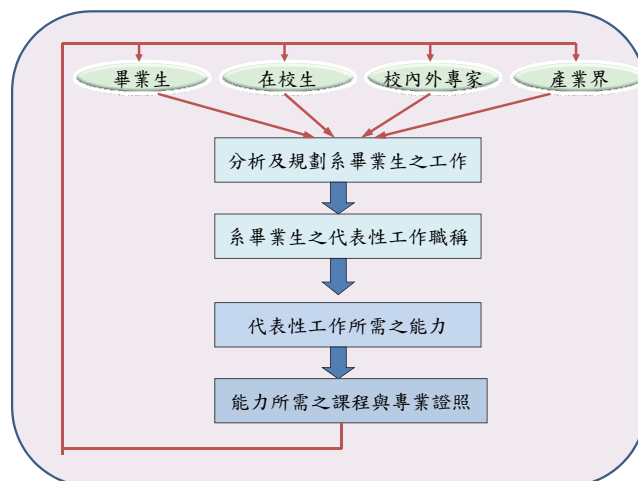 畢業生
在校生
校內外專家
產業界
分析及規劃系畢業生之工作
系畢業生之代表性工作職稱
代表性工作所需之能力
能力所需之課程與專業證照